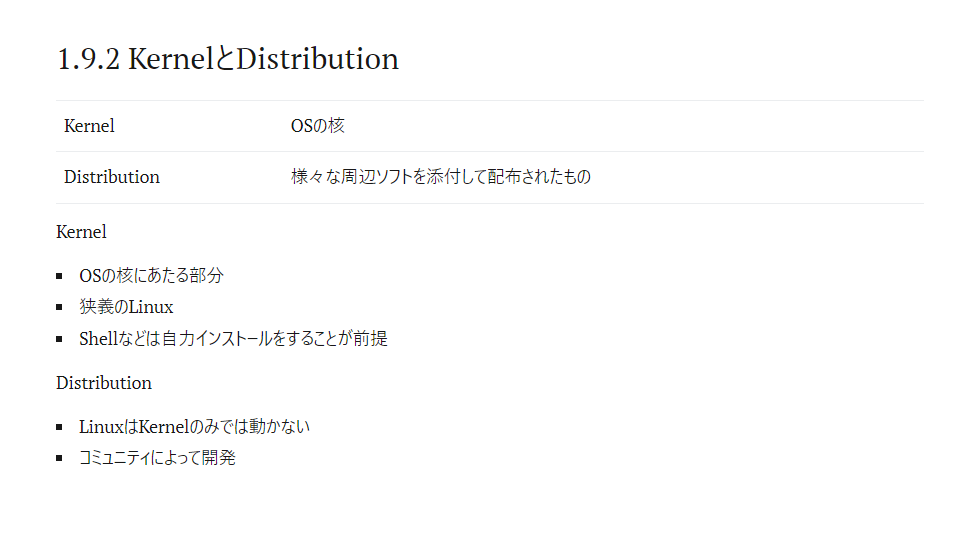 1.9.2 KernelとDistribution
Kernel OSの核
Distribution 様々な周辺ソフトを添付して配布されたもの
Kernel
OSの核にあたる部分
狭義のLinux
Shellなどは自力インストールをすることが前提
Distribution
LinuxはKernelのみでは動かない
コミュニティによって開発